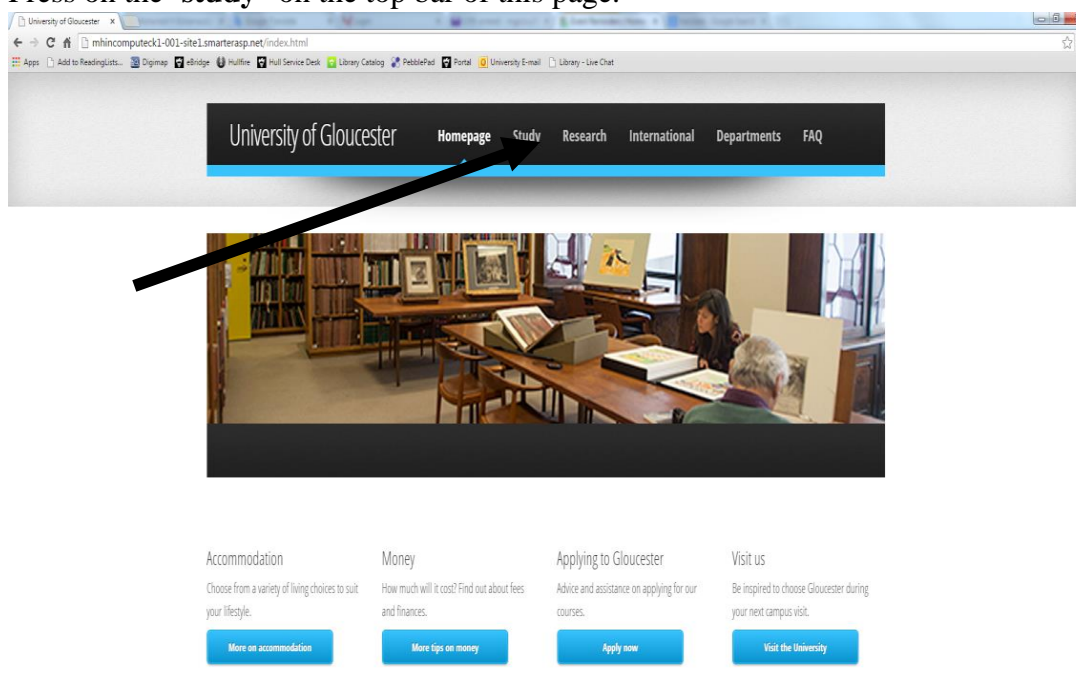 Press on the "study" on the top bar of this page.
University of Gloucester x
mhincomputeck1-001-site1.smarterasp.net/index.html
Apps Add to ReadingLists... Digimap eBridge Hullfire Hull Service Desk Library Catalog PebblePad Portal University E-mail Library - Live Chat
University of Gloucester Homepage Study Research International Departments FAQ
Accommodation Money Applying to Gloucester Visit us
Choose from a variety of living choices to suit How much will it cost? Find out about fees Advice and assistance on applying for our Be inspired to choose Gloucester during
your lifestyle. and finances. courses. your next campus visit.
More on accommodation More tips on money Apply now Visit the University